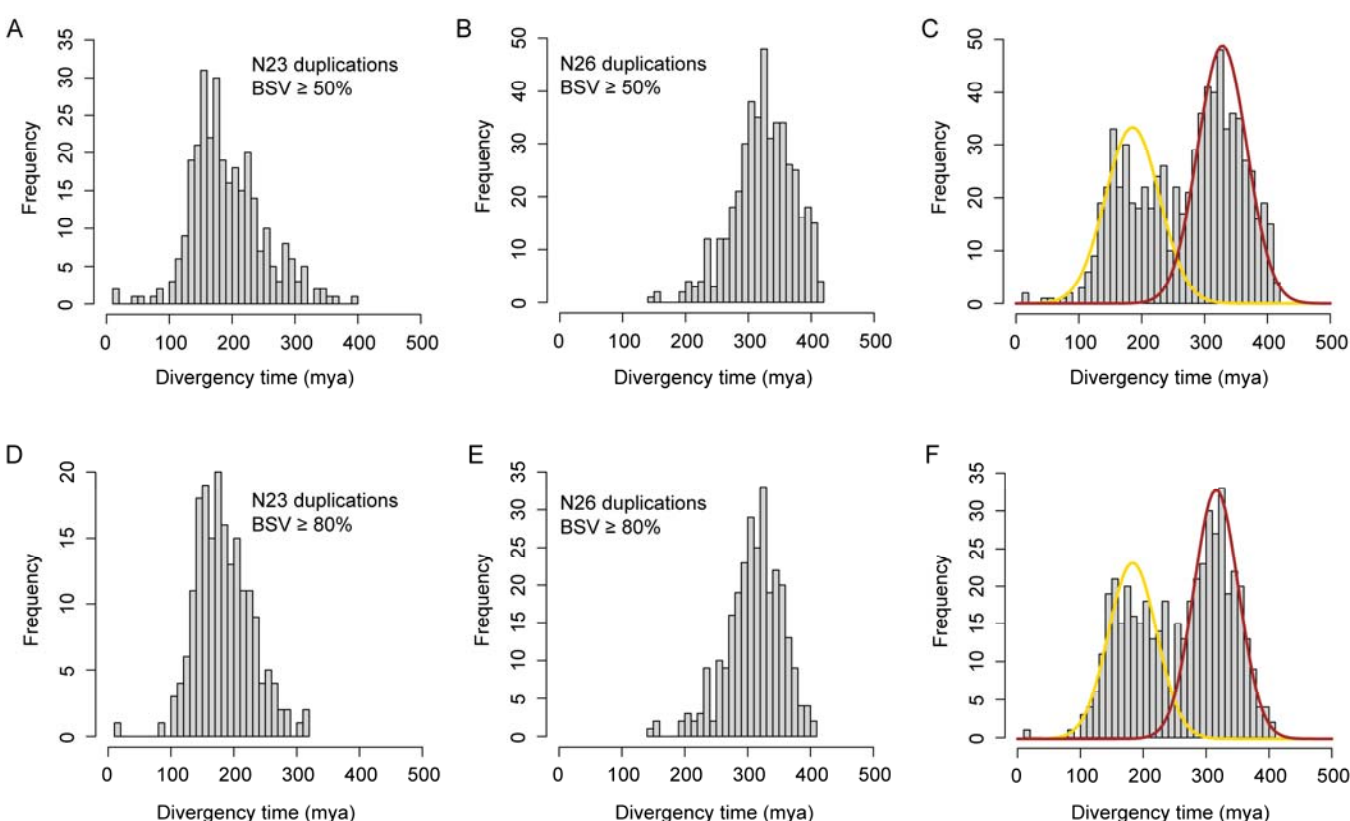 A
35
30
25
20
15
10
5
0
Frequency
N23 duplications
BSV ≥ 50%
0 100 200 300 400 500
Divergency time (mya)
B
50
40
30
20
10
0
Frequency
N26 duplications
BSV ≥ 50%
0 100 200 300 400 500
Divergency time (mya)
C
50
40
30
20
10
0
Frequency
0 100 200 300 400 500
Divergency time (mya)
D
20
15
10
5
0
Frequency
N23 duplications
BSV ≥ 80%
0 100 200 300 400 500
Divergency time (mya)
E
35
30
25
20
15
10
5
0
Frequency
N26 duplications
BSV ≥ 80%
0 100 200 300 400 500
Divergency time (mya)
F
35
30
25
20
15
10
5
0
Frequency
0 100 200 300 400 500
Divergency time (mya)